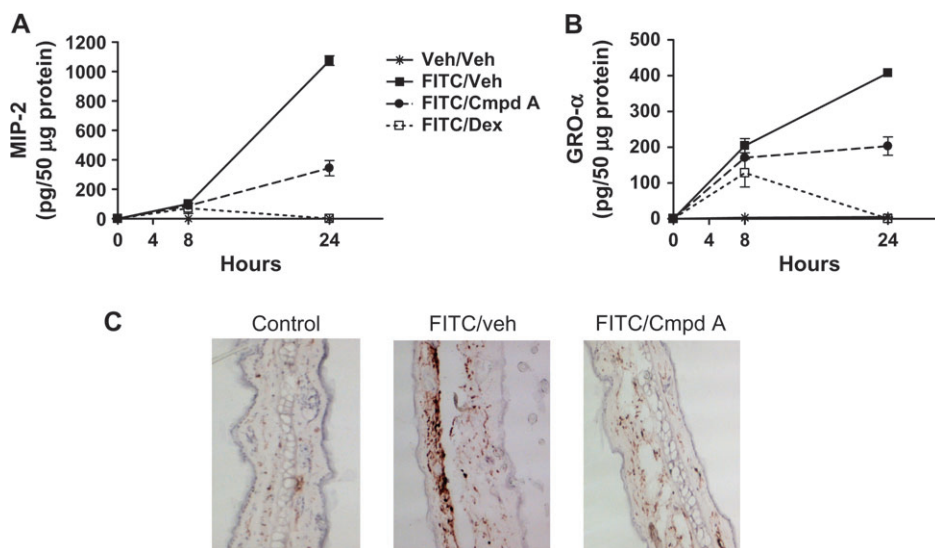 A
1200
1000
800
600
400
200
0
MIP-2
(pg/50 µg protein)
0 4 8 24
Hours
Veh/Veh
FITC/Veh
FITC/Cmpd A
FITC/Dex
B
500
400
300
200
100
0
GRO-α
(pg/50 µg protein)
0 4 8 24
Hours
C
Control FITC/veh FITC/Cmpd A